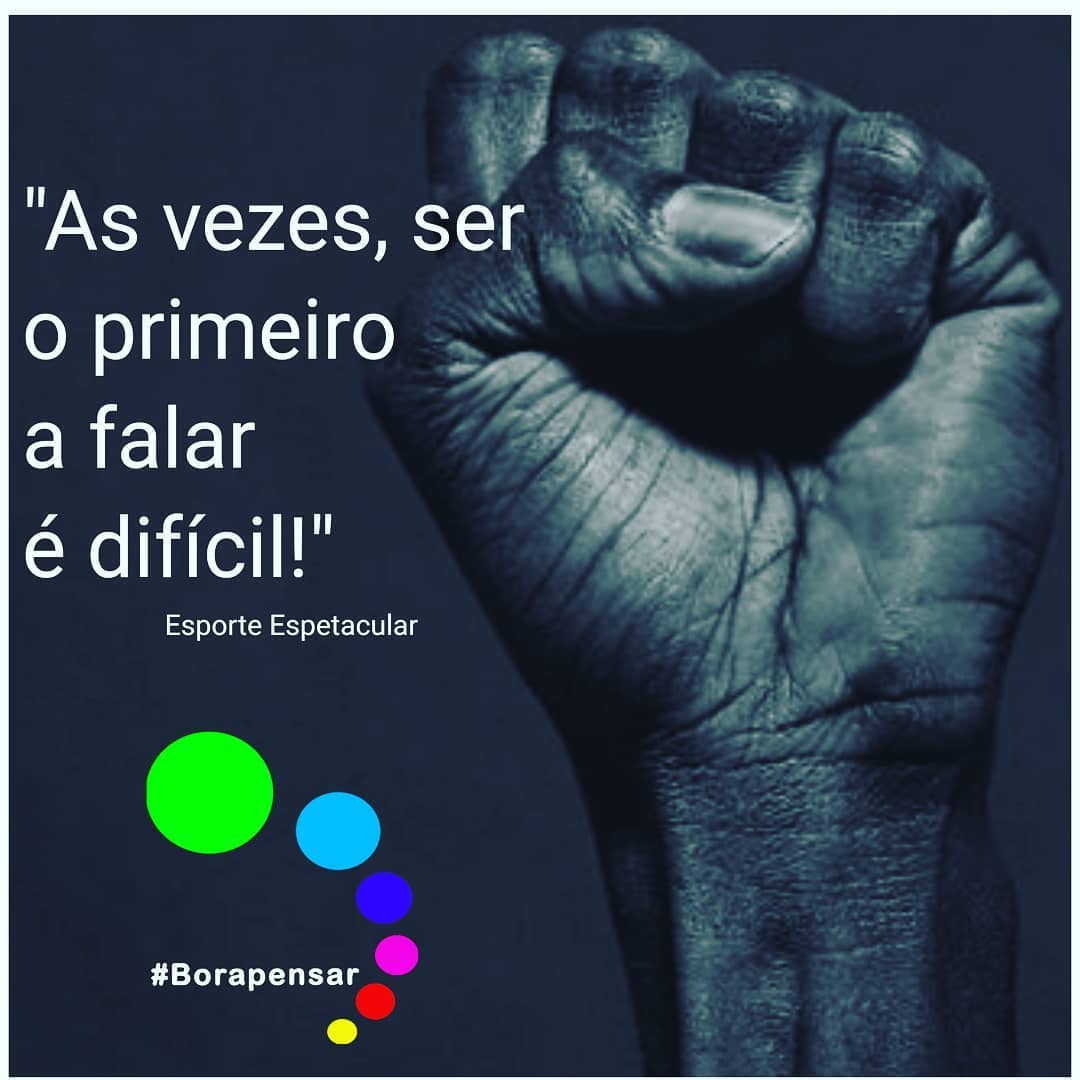 "As vezes, ser
o primeiro
a falar
é difícil!"
Esporte Espetacular
#Borapensar